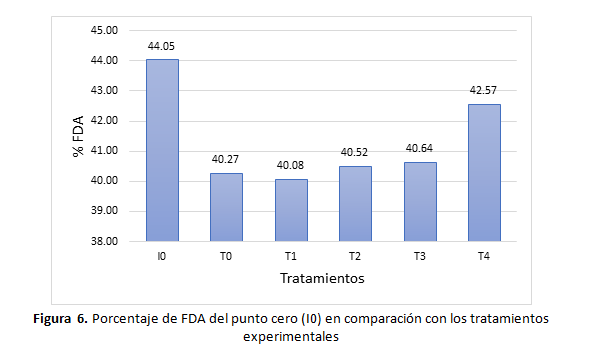 45.00
44.00
43.00
42.00
41.00
40.00
39.00
38.00
% FDA
44.05
40.27
40.08
40.52
40.64
42.57
I0 T0 T1 T2 T3 T4
Tratamientos
Figura 6. Porcentaje de FDA del punto cero (I0) en comparación con los tratamientos
experimentales